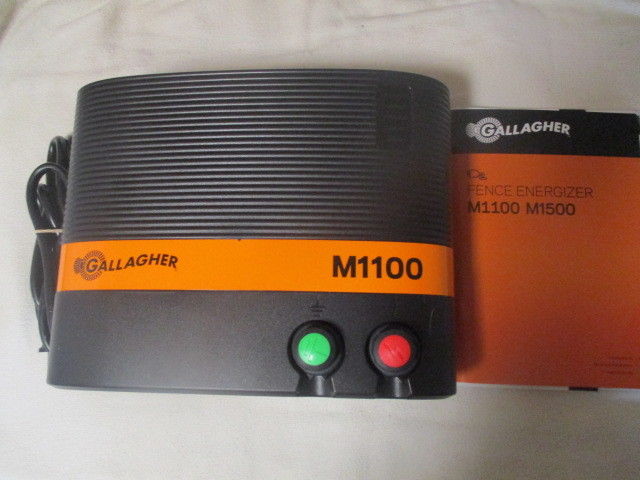 GALLAGHER
M1100
GALLAGHER
FENCE ENERGIZER
M1100 M1500